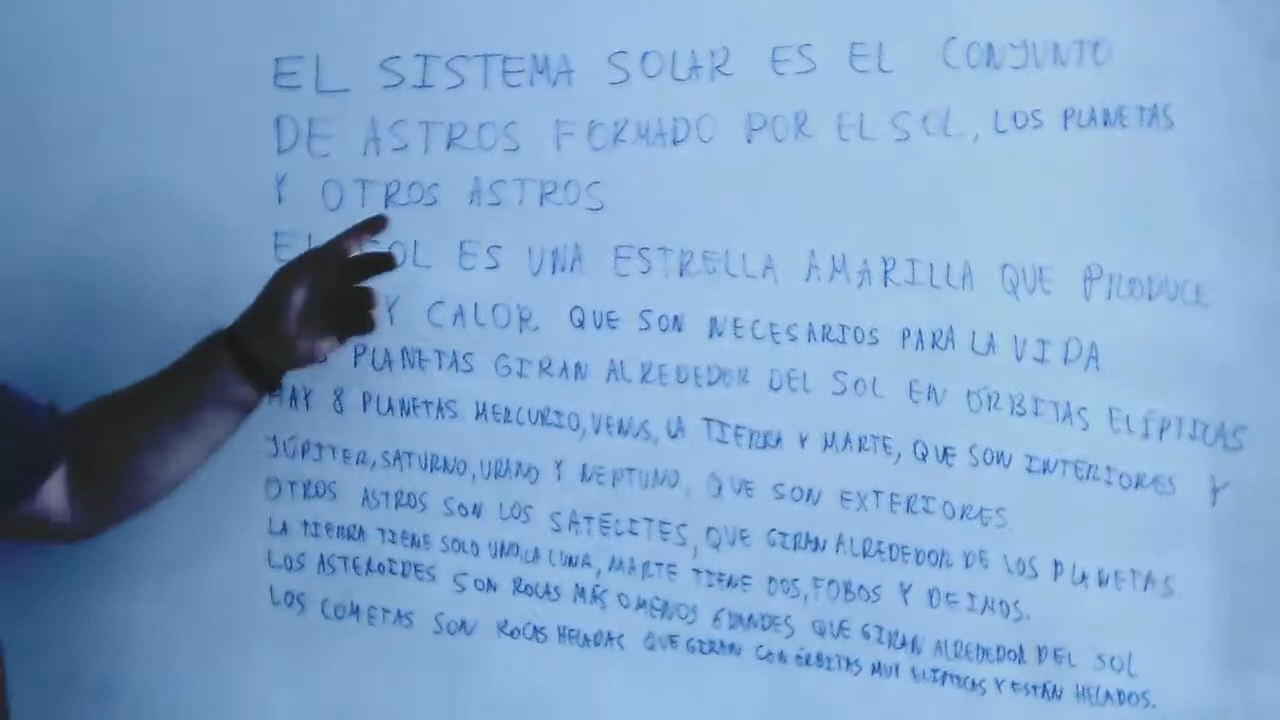 EL SISTEMA SOLAR ES EL CONJUNTO
DE ASTROS FORMADO POR EL SOL, LOS PLANETAS
Y OTROS ASTROS
EL SOL ES UNA ESTRELLA AMARILLA QUE PRODUCE
Y CALOR QUE SON NECESARIOS PARA LA VIDA
PLANETAS GIRAN ALREDEDOR DEL SOL EN ÓRBITAS ELÍPTICAS
HAY 8 PLANETAS MERCURIO, VENUS, LA TIERRA Y MARTE, QUE SON INTERIORES Y
JÚPITER, SATURNO, URANO Y NEPTUNO, QUE SON EXTERIORES.
OTROS ASTROS SON LOS SATÉLITES, QUE GIRAN ALREDEDOR DE LOS PLANETAS
LA TIERRA TIENE SOLO UNO, LA LUNA, MARTE TIENE DOS, FOBOS Y DEIMOS.
LOS ASTEROIDES SON ROCAS MÁS O MENOS GRANDES QUE GIRAN ALREDEDOR DEL SOL
LOS COMETAS SON ROCAS HELADAS QUE GIRAN CON ÓRBITAS MUY ELÍPTICAS Y ESTÁN HELADOS.